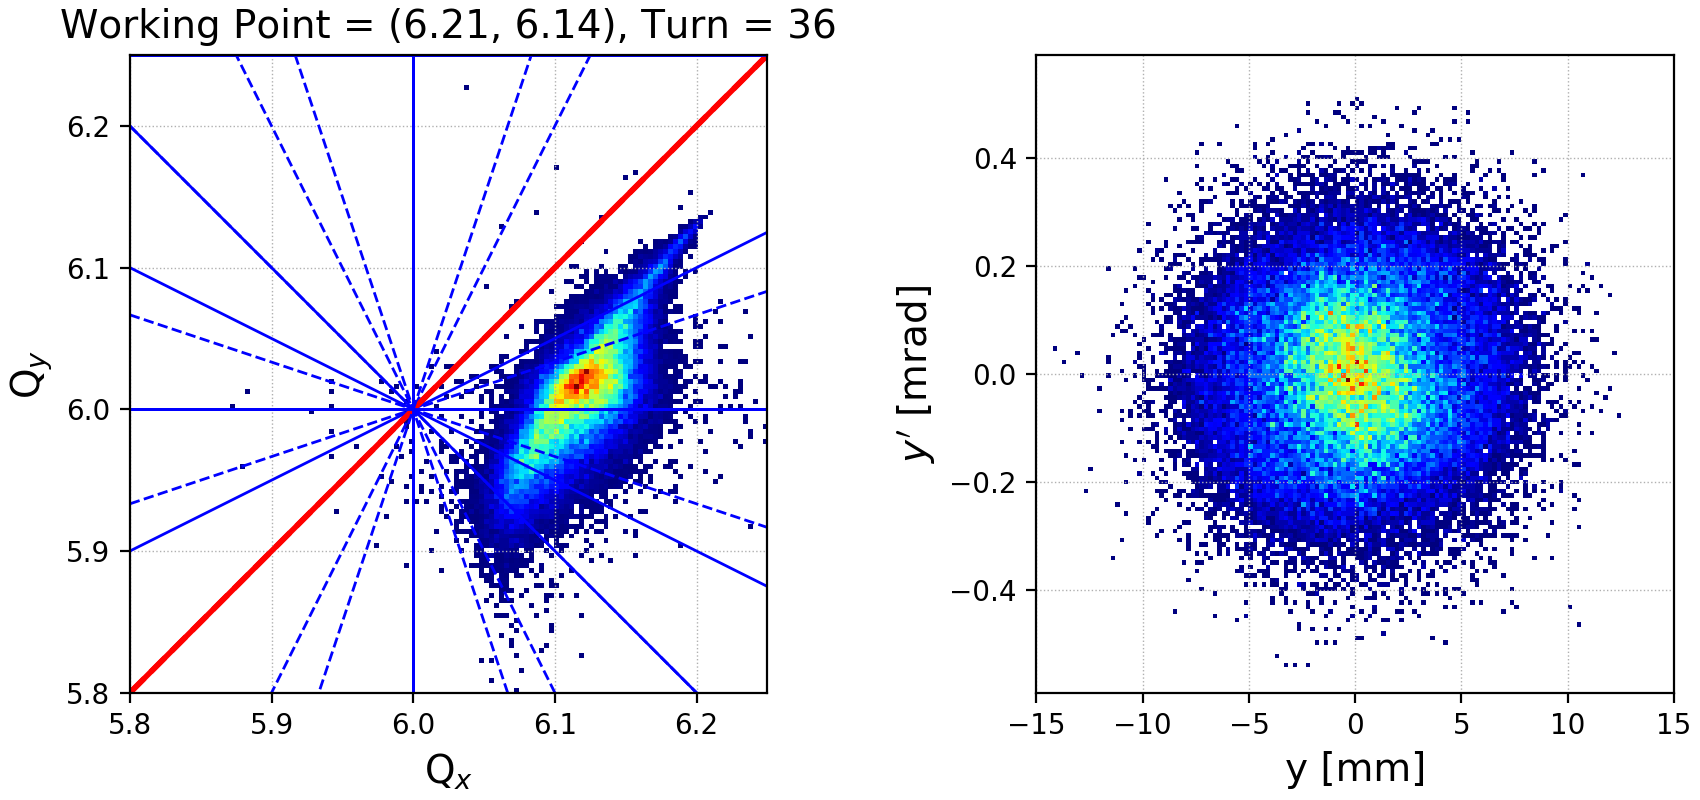 Working Point = (6.21, 6.14), Turn = 36
6.2
6.1
6.0
5.9
5.8
Q_y
5.8 5.9 6.0 6.1 6.2
Q_x
0.4
0.2
0.0
−0.2
−0.4
y′ [mrad]
−15 −10 −5 0 5 10 15
y [mm]